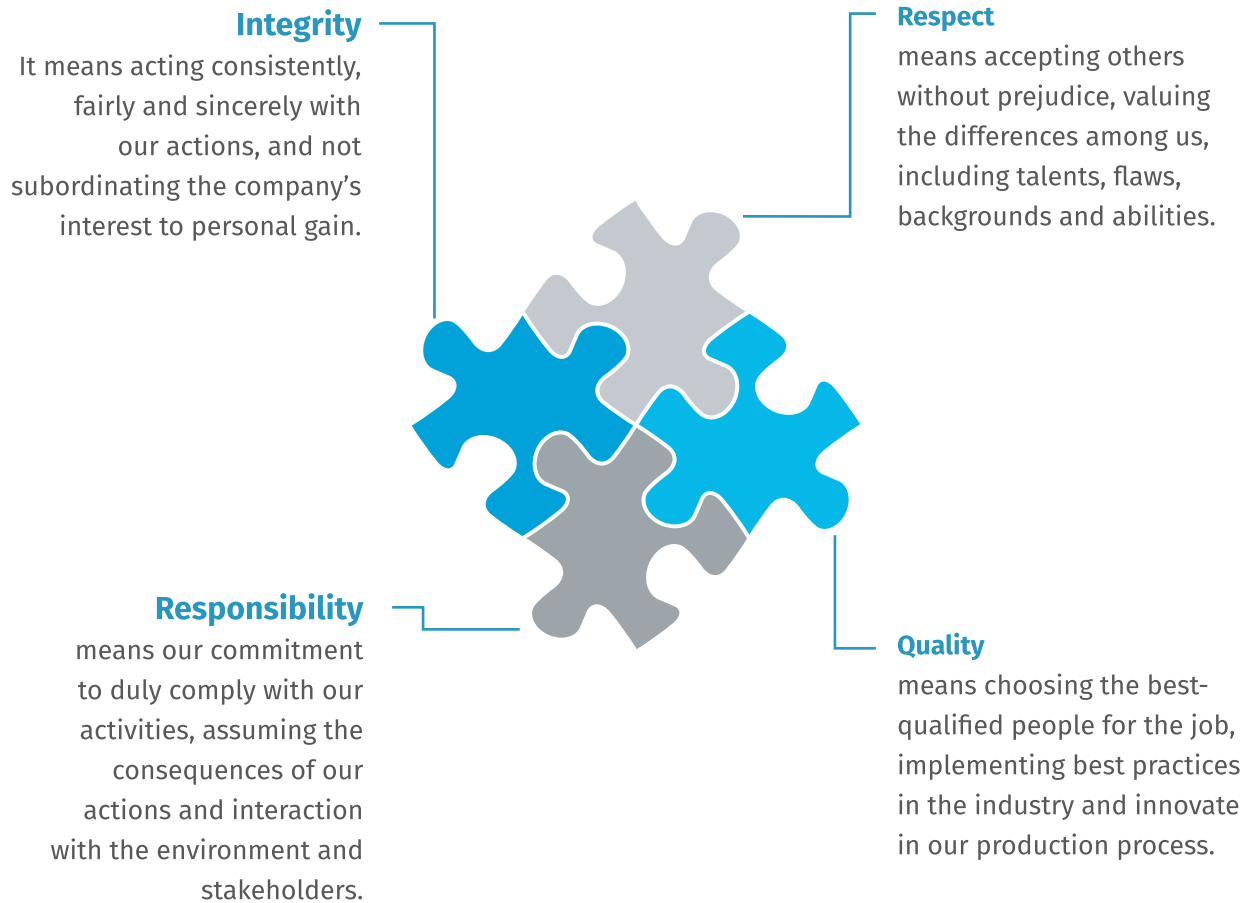 Integrity
It means acting consistently,
fairly and sincerely with
our actions, and not
subordinating the company’s
interest to personal gain.
Respect
means accepting others
without prejudice, valuing
the differences among us,
including talents, flaws,
backgrounds and abilities.
Responsibility
means our commitment
to duly comply with our
activities, assuming the
consequences of our
actions and interaction
with the environment and
stakeholders.
Quality
means choosing the best-
qualified people for the job,
implementing best practices
in the industry and innovate
in our production process.